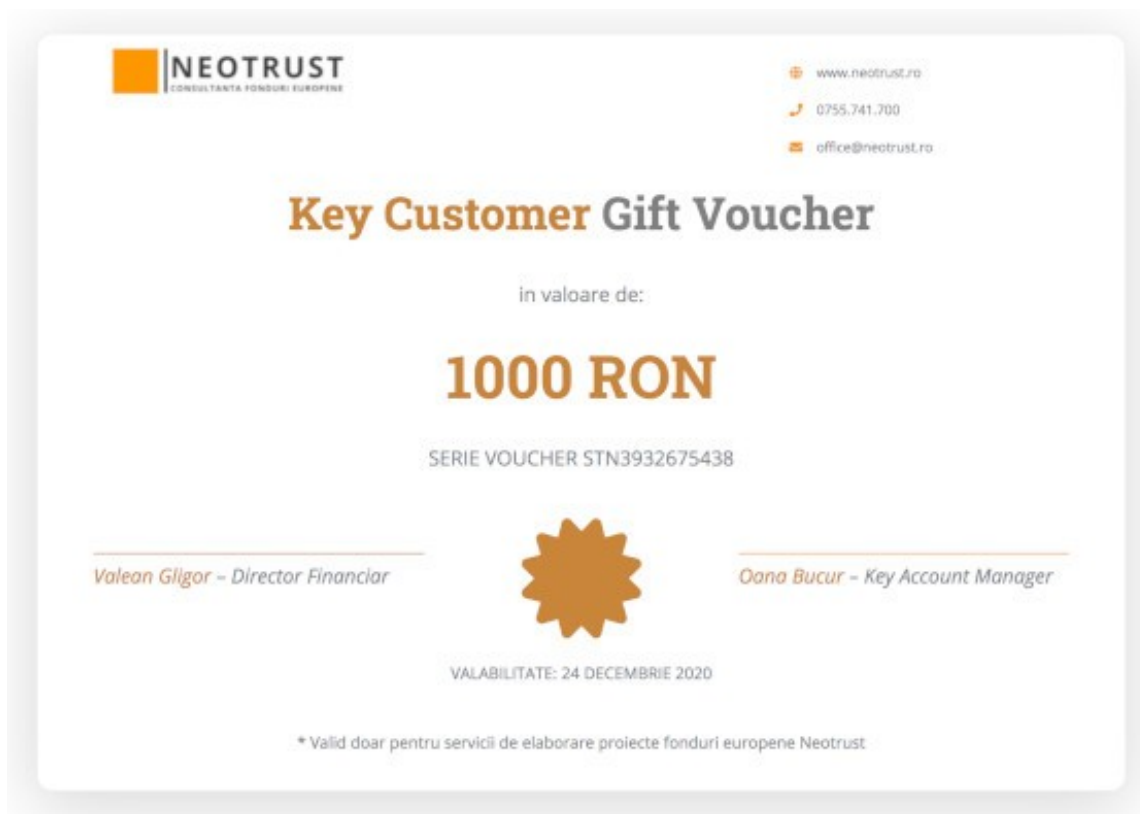 NEOTRUST
CONSULTANTA FONDURI EUROPENE
www.neotrust.ro
0755.741.700
office@neotrust.ro
Key Customer Gift Voucher
in valoare de:
1000 RON
SERIE VOUCHER STN3932675438
Valean Gligor – Director Financiar
Oana Bucur – Key Account Manager
VALABILITATE: 24 DECEMBRIE 2020
* Valid doar pentru servicii de elaborare proiecte fonduri europene Neotrust